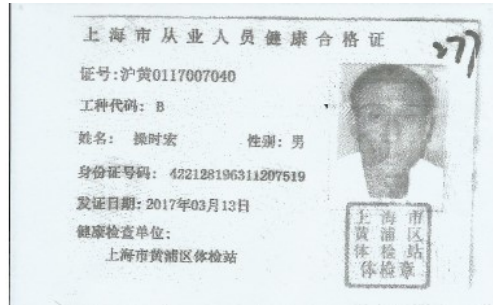 上海市从业人员健康合格证
277
证号:沪黄0117007040
工种代码: B
姓名: 操时宏 性别: 男
身份证号码: 422128196311207519
发证日期: 2017年03月13日
健康检查单位:
上海市黄浦区体检站
上海市
黄浦区
体检站
体检章